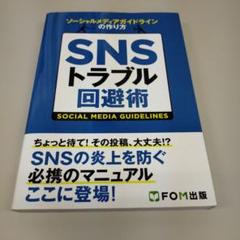 ソーシャルメディアガイドライン
の作り方
SNS
トラブル
回避術
SOCIAL MEDIA GUIDELINES
ちょっと待て!その投稿、大丈夫!?
SNSの炎上を防ぐ
必携のマニュアル
ここに登場!
FOM出版